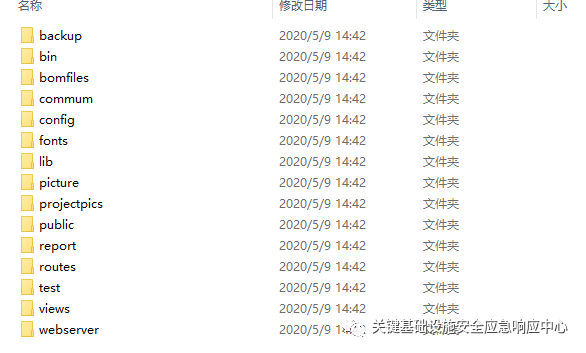 名称 修改日期 类型 大小
backup 2020/5/9 14:42 文件夹
bin 2020/5/9 14:42 文件夹
bomfiles 2020/5/9 14:42 文件夹
commum 2020/5/9 14:42 文件夹
config 2020/5/9 14:42 文件夹
fonts 2020/5/9 14:42 文件夹
lib 2020/5/9 14:42 文件夹
picture 2020/5/9 14:42 文件夹
projectpics 2020/5/9 14:42 文件夹
public 2020/5/9 14:42 文件夹
report 2020/5/9 14:42 文件夹
routes 2020/5/9 14:42 文件夹
test 2020/5/9 14:42 文件夹
views 2020/5/9 14:42 文件夹
webserver 2020/5/9 14:42 关键基础设施安全应急响应中心